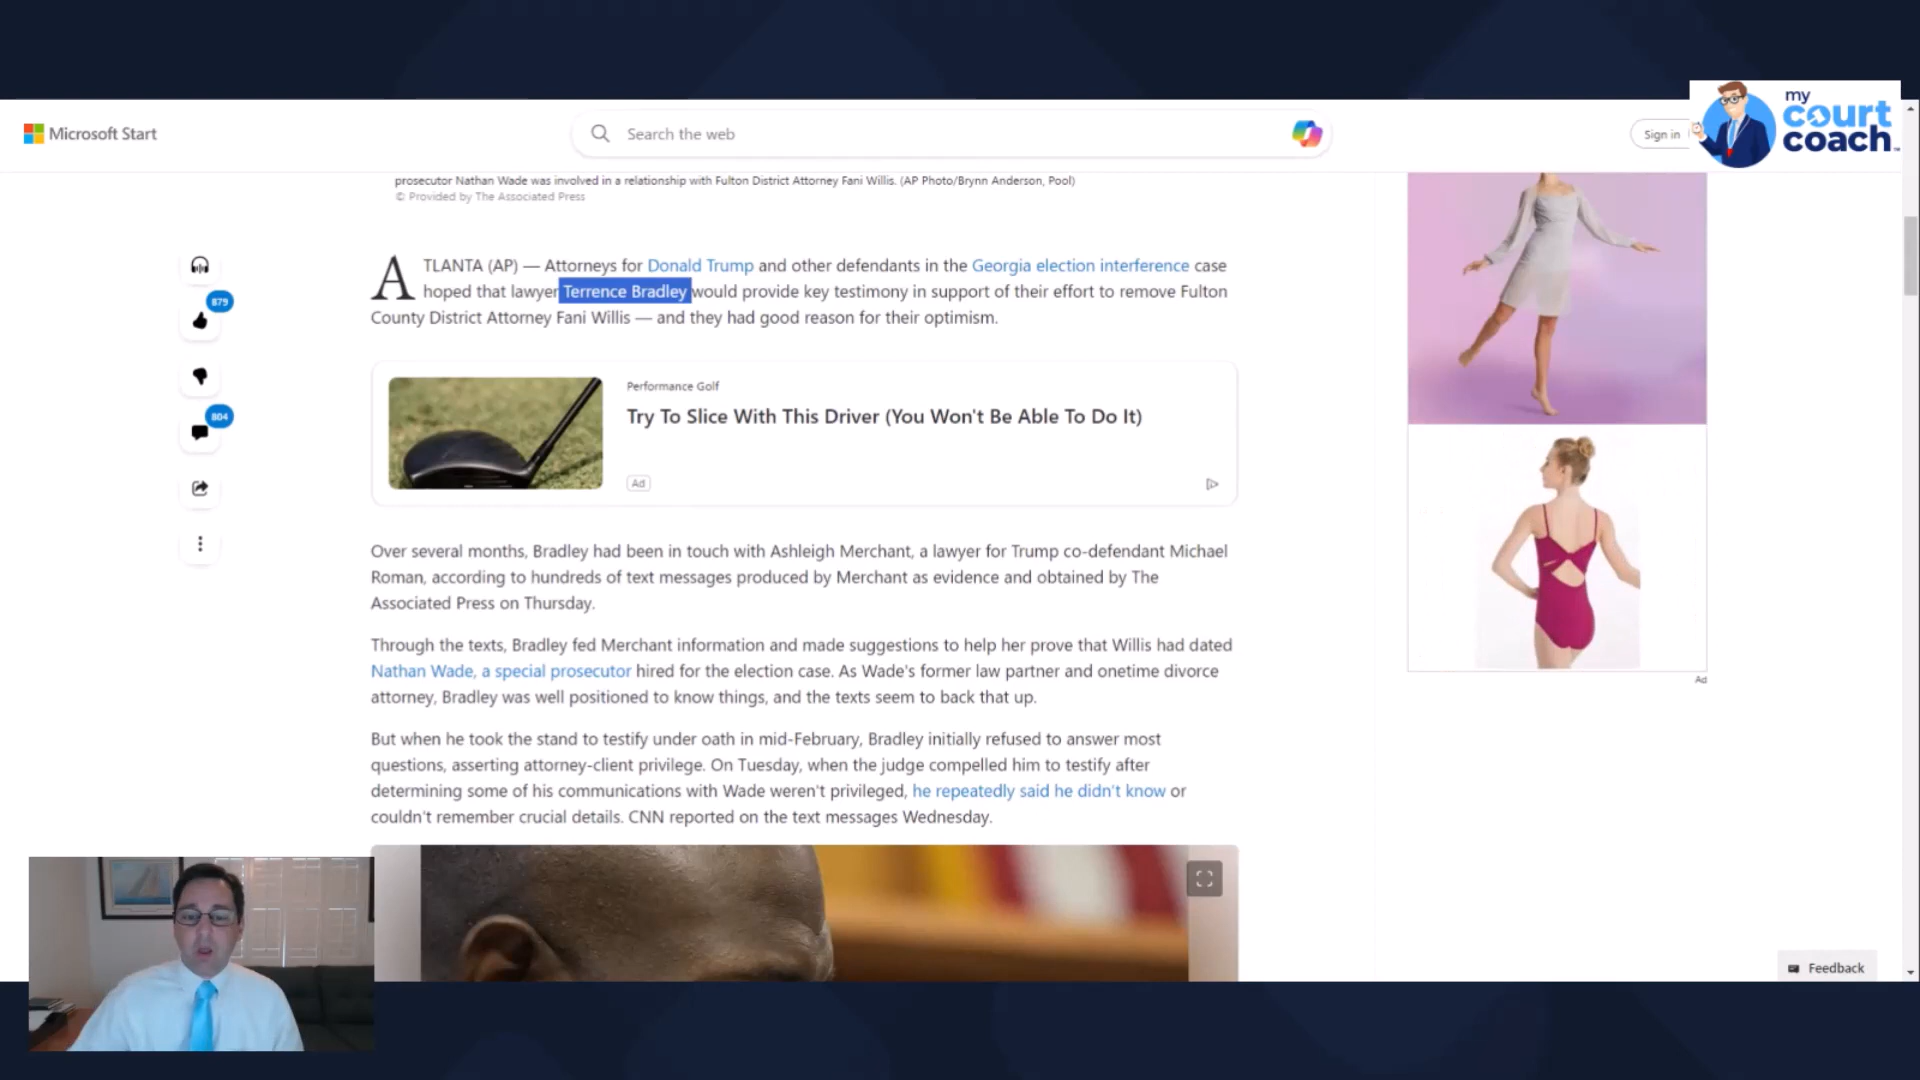 my
court
coach
Microsoft Start
Search the web
Sign in
prosecutor Nathan Wade was involved in a relationship with Fulton District Attorney Fani Willis. (AP Photo/Brynn Anderson, Pool)
© Provided by The Associated Press
ATLANTA (AP) — Attorneys for Donald Trump and other defendants in the Georgia election interference case
hoped that lawyer Terrence Bradley would provide key testimony in support of their effort to remove Fulton
County District Attorney Fani Willis — and they had good reason for their optimism.
879
804
Performance Golf
Try To Slice With This Driver (You Won't Be Able To Do It)
Ad
Over several months, Bradley had been in touch with Ashleigh Merchant, a lawyer for Trump co-defendant Michael
Roman, according to hundreds of text messages produced by Merchant as evidence and obtained by The
Associated Press on Thursday.
Through the texts, Bradley fed Merchant information and made suggestions to help her prove that Willis had dated
Nathan Wade, a special prosecutor hired for the election case. As Wade's former law partner and onetime divorce
attorney, Bradley was well positioned to know things, and the texts seem to back that up.
But when he took the stand to testify under oath in mid-February, Bradley initially refused to answer most
questions, asserting attorney-client privilege. On Tuesday, when the judge compelled him to testify after
determining some of his communications with Wade weren't privileged, he repeatedly said he didn't know or
couldn't remember crucial details. CNN reported on the text messages Wednesday.
Ad
Feedback